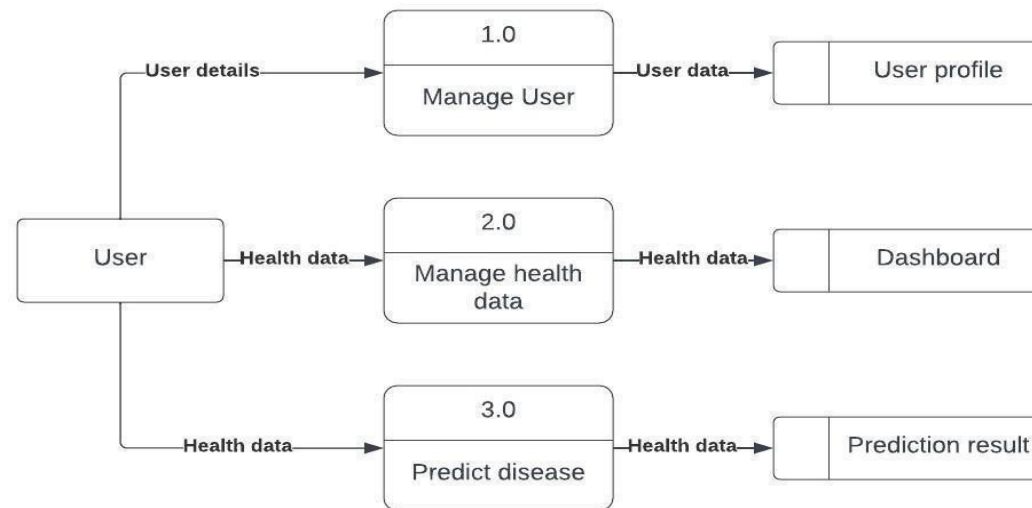 1.0
User details
Manage User
User data
User profile
2.0
User
Health data
Manage health
data
Health data
Dashboard
3.0
Health data
Predict disease
Health data
Prediction result